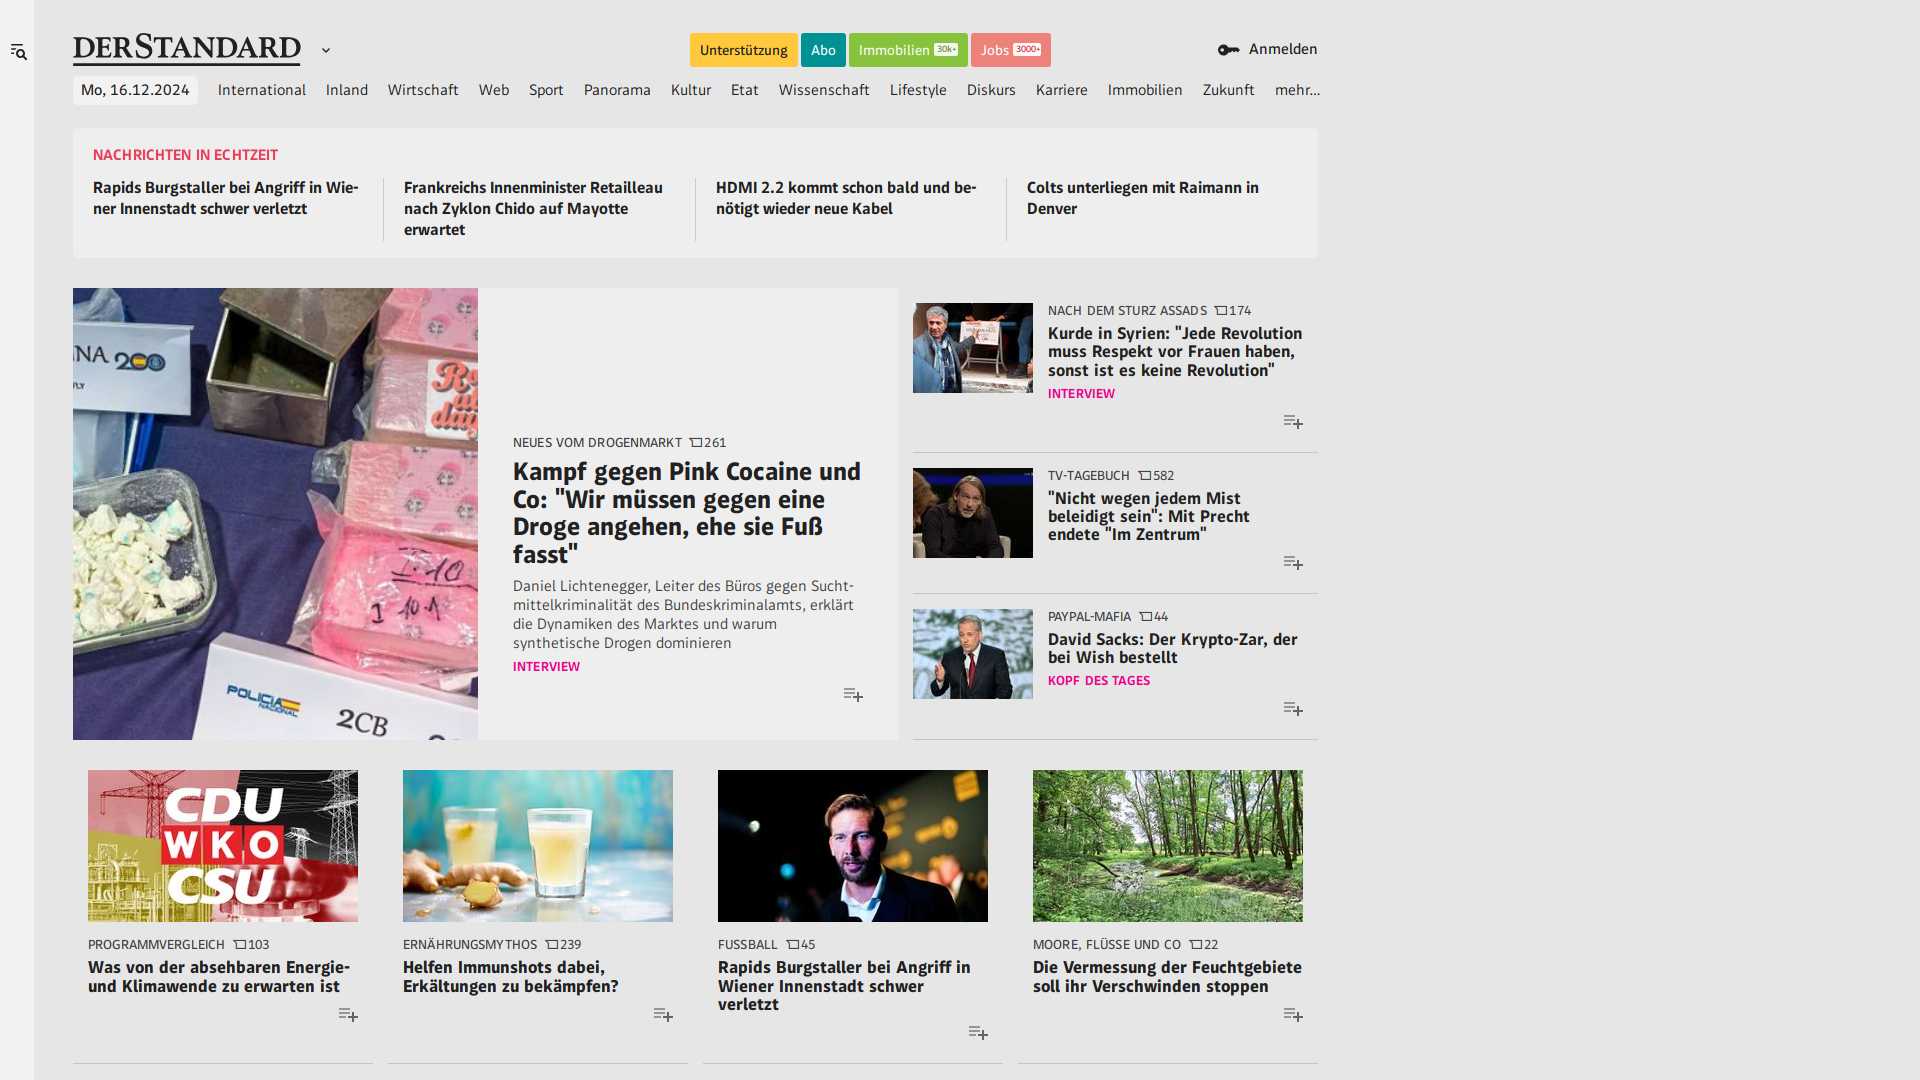 DERSTANDARD
Unterstützung
Abo
Immobilien 30k+
Jobs 3000+
Anmelden
Mo, 16.12.2024
International
Inland
Wirtschaft
Web
Sport
Panorama
Kultur
Etat
Wissenschaft
Lifestyle
Diskurs
Karriere
Immobilien
Zukunft
mehr...
NACHRICHTEN IN ECHTZEIT
Rapids Burgstaller bei Angriff in Wie-
ner Innenstadt schwer verletzt
Frankreichs Innenminister Retailleau
nach Zyklon Chido auf Mayotte
erwartet
HDMI 2.2 kommt schon bald und be-
nötigt wieder neue Kabel
Colts unterliegen mit Raimann in
Denver
POLICIA
NACIONAL
2CB
NEUES VOM DROGENMARKT 261
Kampf gegen Pink Cocaine und
Co: "Wir müssen gegen eine
Droge angehen, ehe sie Fuß
fasst"
Daniel Lichtenegger, Leiter des Büros gegen Sucht-
mittelkriminalität des Bundeskriminalamts, erklärt
die Dynamiken des Marktes und warum
synthetische Drogen dominieren
INTERVIEW
NACH DEM STURZ ASSADS 174
Kurde in Syrien: "Jede Revolution
muss Respekt vor Frauen haben,
sonst ist es keine Revolution"
INTERVIEW
TV-TAGEBUCH 582
"Nicht wegen jedem Mist
beleidigt sein": Mit Precht
endete "Im Zentrum"
PAYPAL-MAFIA 44
David Sacks: Der Krypto-Zar, der
bei Wish bestellt
KOPF DES TAGES
CDU
WKO
CSU
PROGRAMMVERGLEICH 103
Was von der absehbaren Energie-
und Klimawende zu erwarten ist
ERNÄHRUNGSMYTHOS 239
Helfen Immunshots dabei,
Erkältungen zu bekämpfen?
FUSSBALL 45
Rapids Burgstaller bei Angriff in
Wiener Innenstadt schwer
verletzt
MOORE, FLÜSSE UND CO 22
Die Vermessung der Feuchtgebiete
soll ihr Verschwinden stoppen